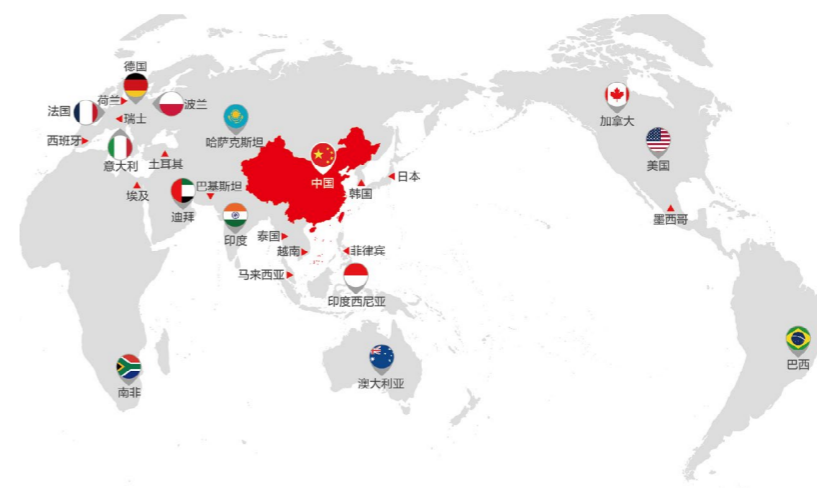 德国
荷兰
波兰
法国
瑞士
西班牙
意大利
土耳其
哈萨克斯坦
埃及
迪拜
巴基斯坦
印度
中国
韩国
日本
泰国
越南
菲律宾
马来西亚
印度西尼亚
澳大利亚
南非
加拿大
美国
墨西哥
巴西